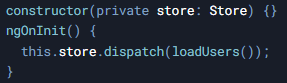 constructor(private store: Store) {}
ngOnInit() {
  this.store.dispatch(loadUsers());
}